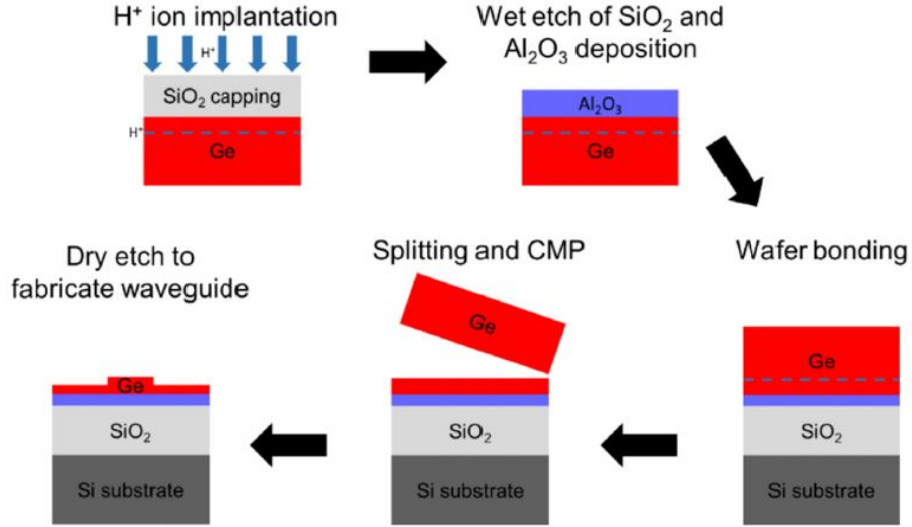 H⁺ ion implantation
H⁺
SiO₂ capping
H⁺
Ge
Wet etch of SiO₂ and
Al₂O₃ deposition
Al₂O₃
Ge
Wafer bonding
Ge
SiO₂
Si substrate
Splitting and CMP
Ge
SiO₂
Si substrate
Dry etch to
fabricate waveguide
Ge
SiO₂
Si substrate